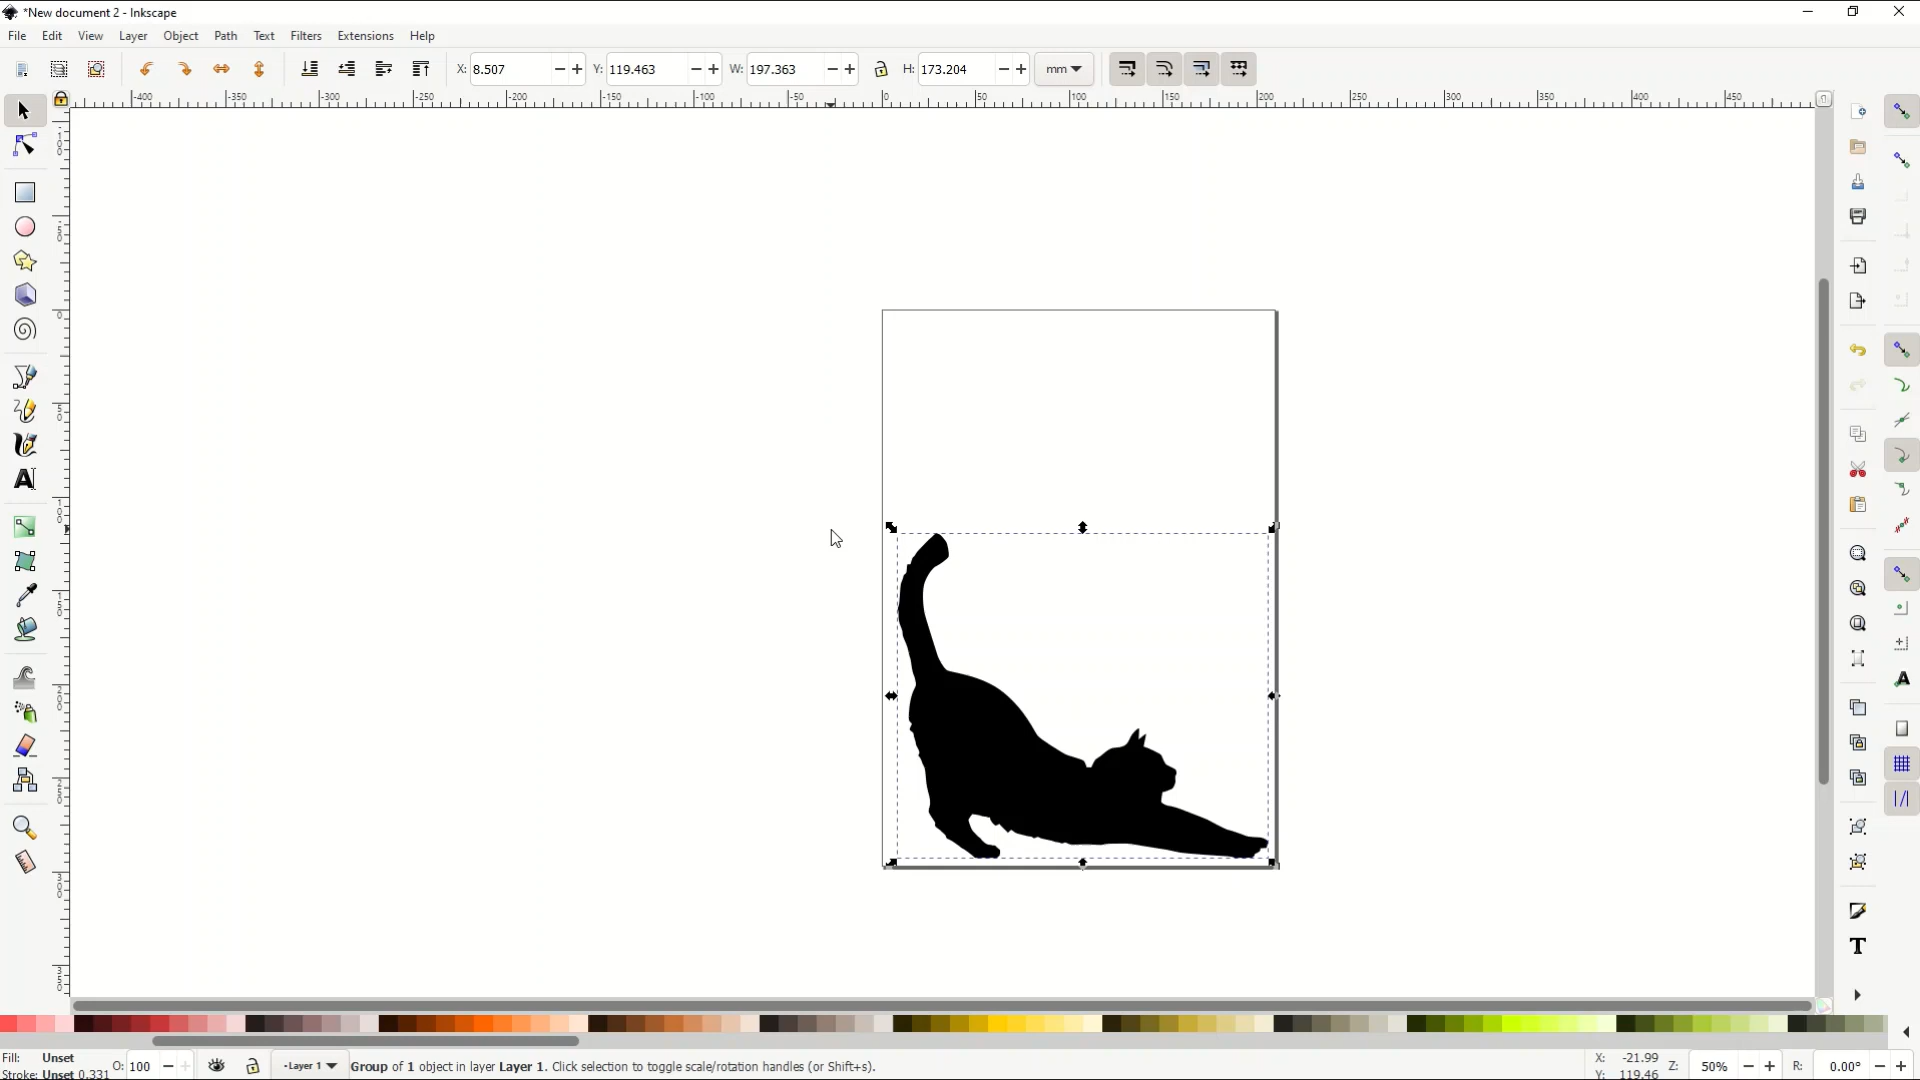 *New document 2 - Inkscape
File Edit View Layer Object Path Text Filters Extensions Help
X: 8.507 Y: 119.463 W: 197.363 H: 173.204 mm
-400 -350 -300 -250 -200 -150 -100 -50 0 50 100 150 200 250 300 350 400 450
Fill: Unset
Stroke: Unset 0.331 O: 100 -Layer 1 Group of 1 object in layer Layer 1. Click selection to toggle scale/rotation handles (or Shift+s).
X: -21.99
Y: 119.46 Z: 50% R: 0.00°